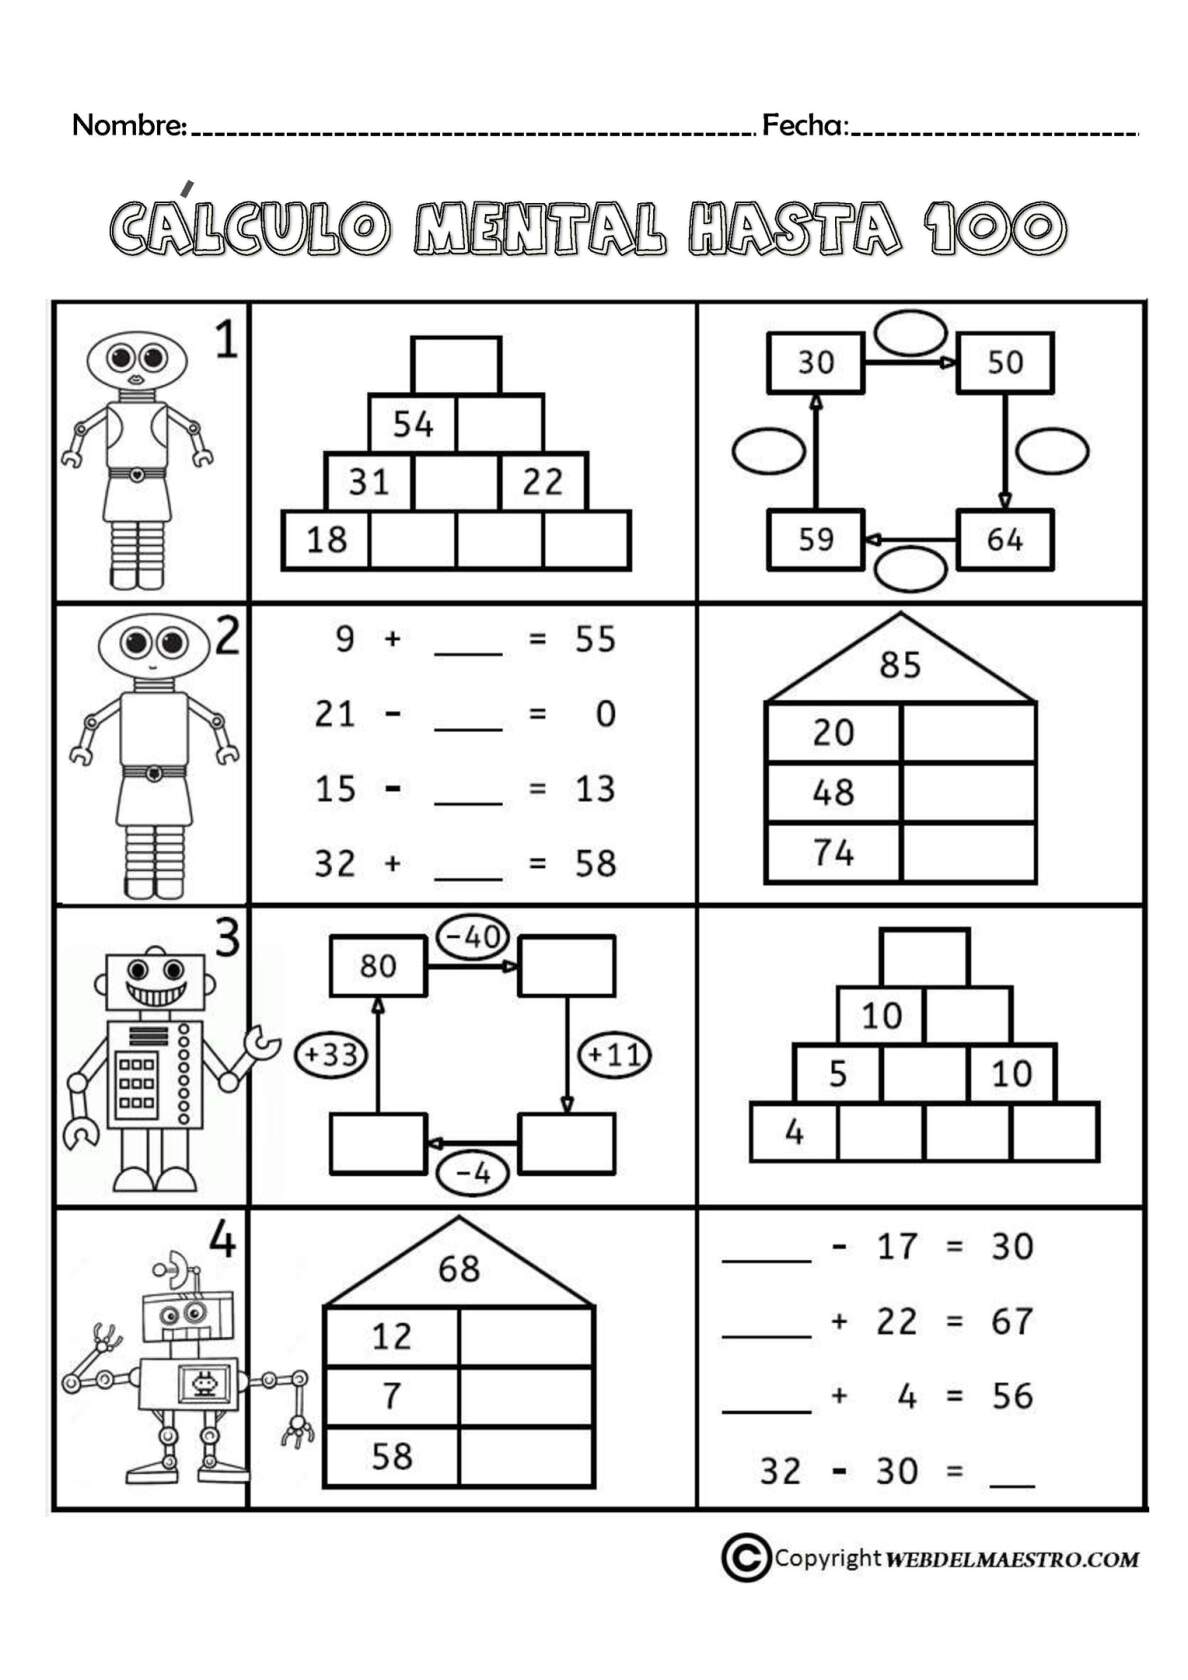 Nombre: Fecha:
CÁLCULO MENTAL HASTA 100
1
54
31 22
18
30 50
59 64
2
9 + ____ = 55
21 - ____ = 0
15 - ____ = 13
32 + ____ = 58
85
20
48
74
3
-40
80
+33 +11
-4
10
5 10
4
4
68
12
7
58
____ - 17 = 30
____ + 22 = 67
____ + 4 = 56
32 - 30 = __
© Copyright WEBDELMAESTRO.COM